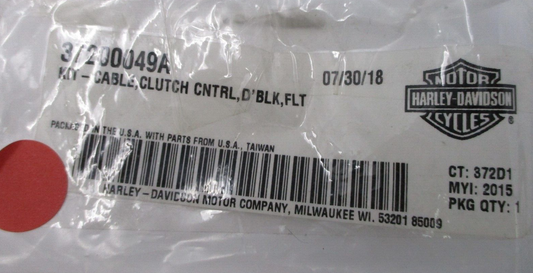 37200049A
KIT-CABLE,CLUTCH CNTRL,D'BLK,FLT
07/30/18
MOTOR
HARLEY-DAVIDSON
CYCLES
®
PACKAGED IN THE U.S.A. WITH PARTS FROM U.S.A., TAIWAN
CT: 872D1
MYI: 2015
PKG QTY: 1
HARLEY-DAVIDSON MOTOR COMPANY, MILWAUKEE WI. 53201 85009